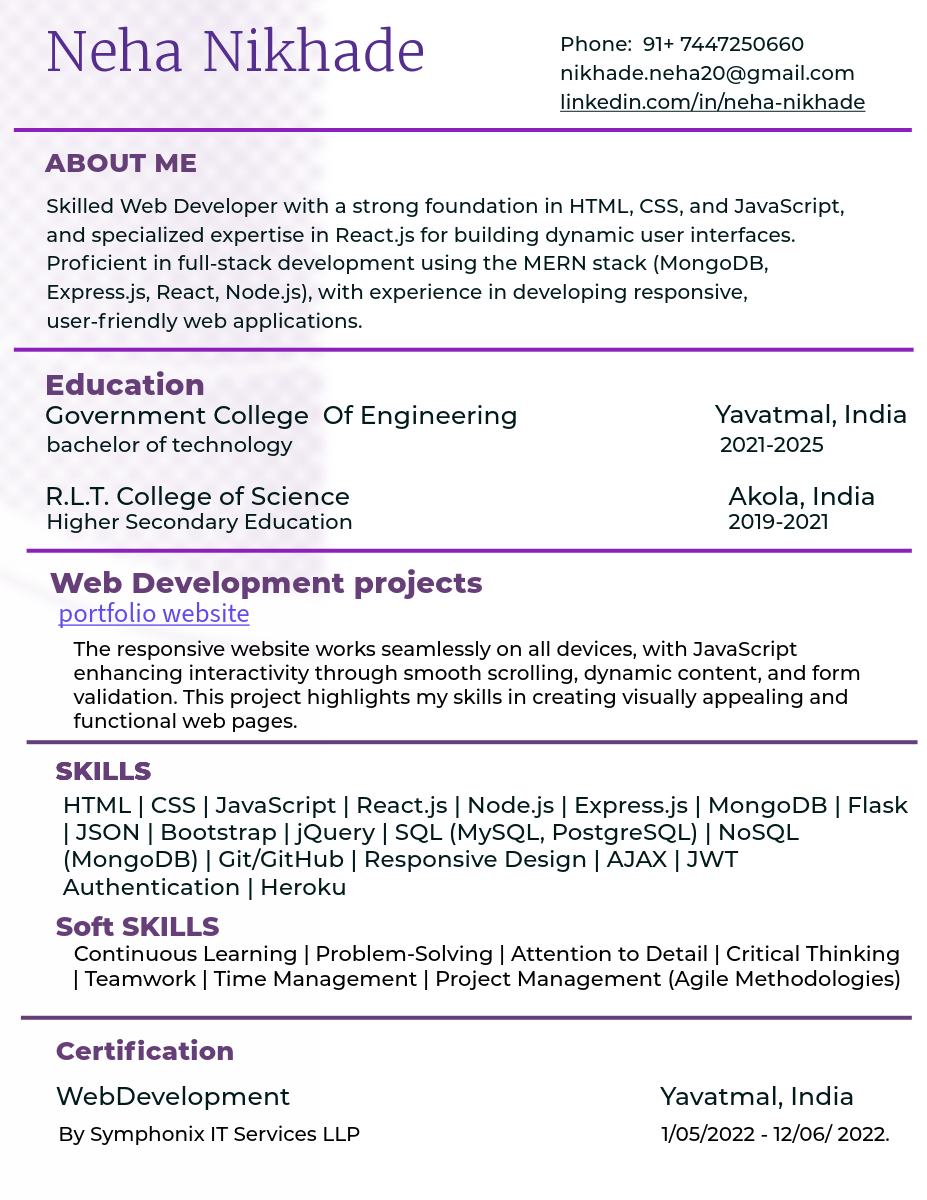 Neha Nikhade
Phone: 91+ 7447250660
nikhade.neha20@gmail.com
linkedin.com/in/neha-nikhade
ABOUT ME
Skilled Web Developer with a strong foundation in HTML, CSS, and JavaScript,
and specialized expertise in React.js for building dynamic user interfaces.
Proficient in full-stack development using the MERN stack (MongoDB,
Express.js, React, Node.js), with experience in developing responsive,
user-friendly web applications.
Education
Government College Of Engineering Yavatmal, India
bachelor of technology 2021-2025
R.L.T. College of Science Akola, India
Higher Secondary Education 2019-2021
Web Development projects
portfolio website
The responsive website works seamlessly on all devices, with JavaScript
enhancing interactivity through smooth scrolling, dynamic content, and form
validation. This project highlights my skills in creating visually appealing and
functional web pages.
SKILLS
HTML | CSS | JavaScript | React.js | Node.js | Express.js | MongoDB | Flask
| JSON | Bootstrap | jQuery | SQL (MySQL, PostgreSQL) | NoSQL
(MongoDB) | Git/GitHub | Responsive Design | AJAX | JWT
Authentication | Heroku
Soft SKILLS
Continuous Learning | Problem-Solving | Attention to Detail | Critical Thinking
| Teamwork | Time Management | Project Management (Agile Methodologies)
Certification
WebDevelopment Yavatmal, India
By Symphonix IT Services LLP 1/05/2022 - 12/06/ 2022.